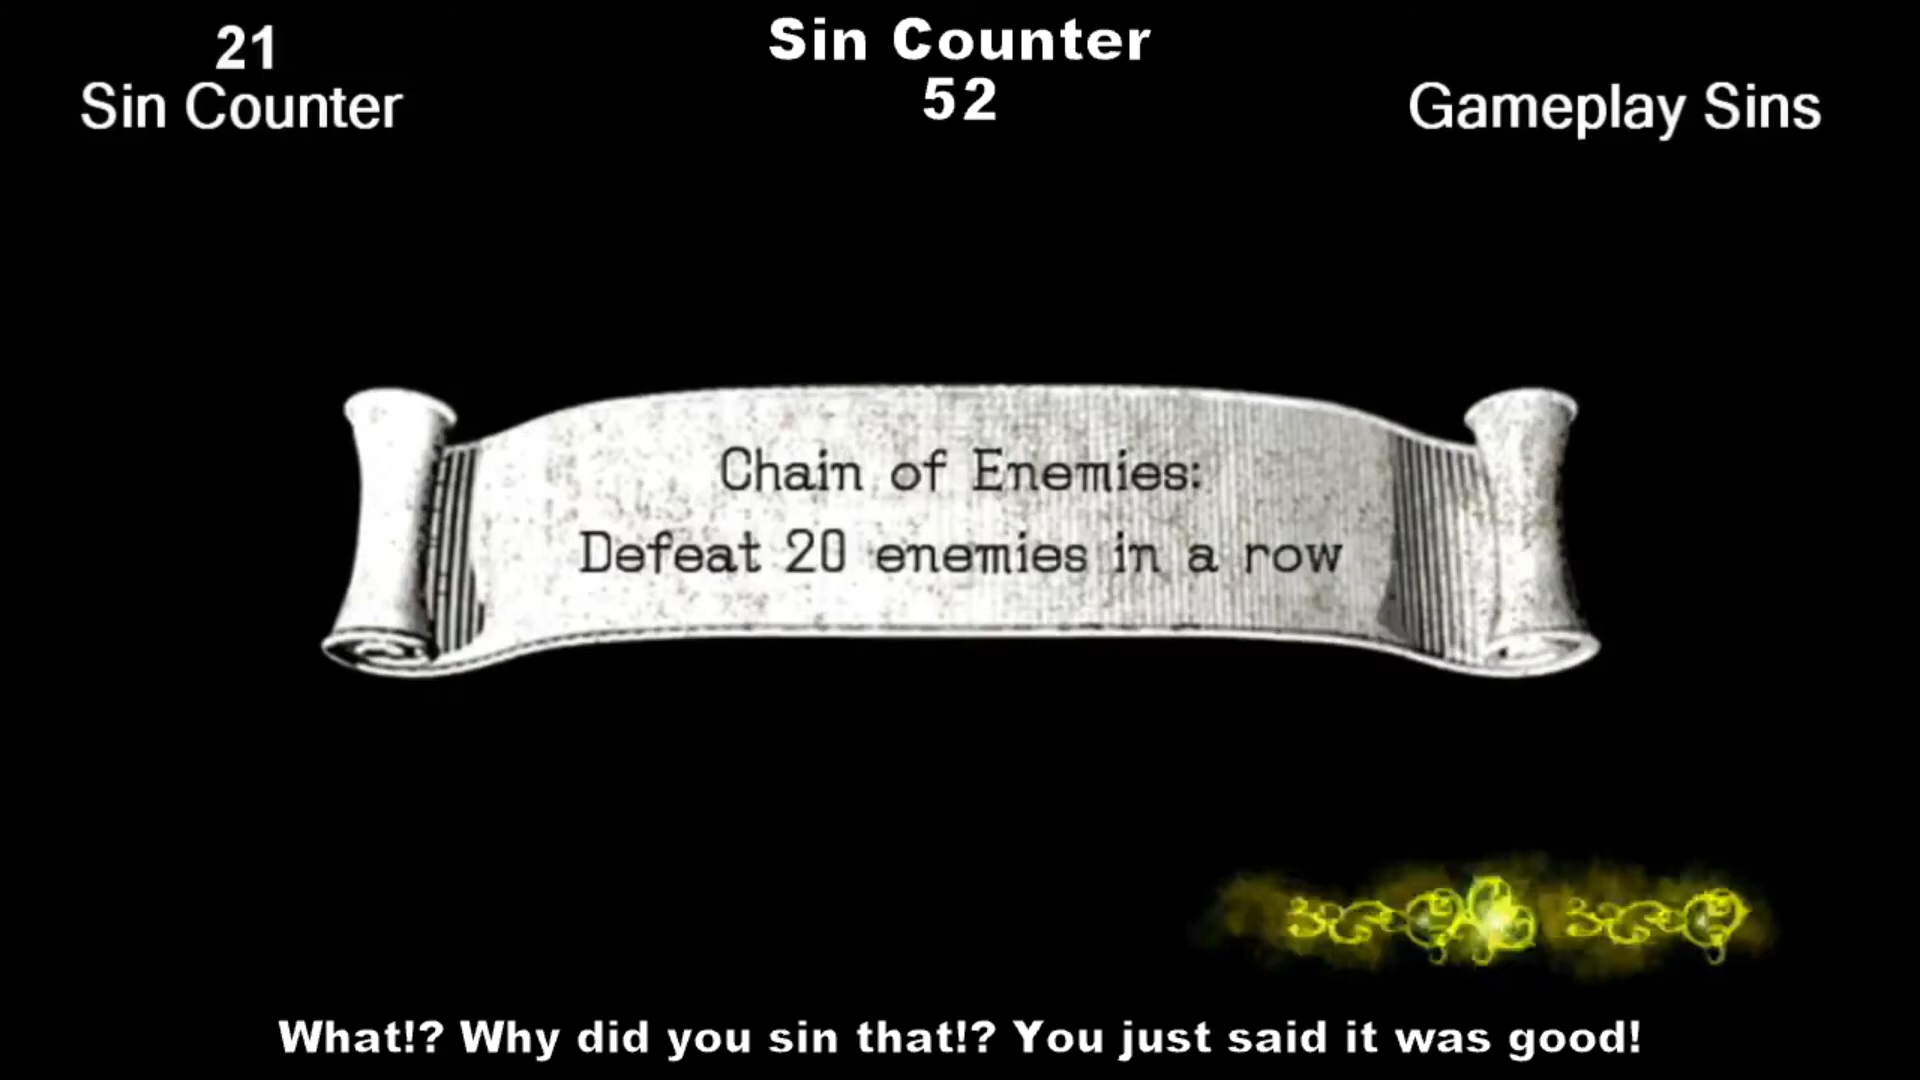 21
Sin Counter
Sin Counter
52
Gameplay Sins
Chain of Enemies:
Defeat 20 enemies in a row
What!? Why did you sin that!? You just said it was good!